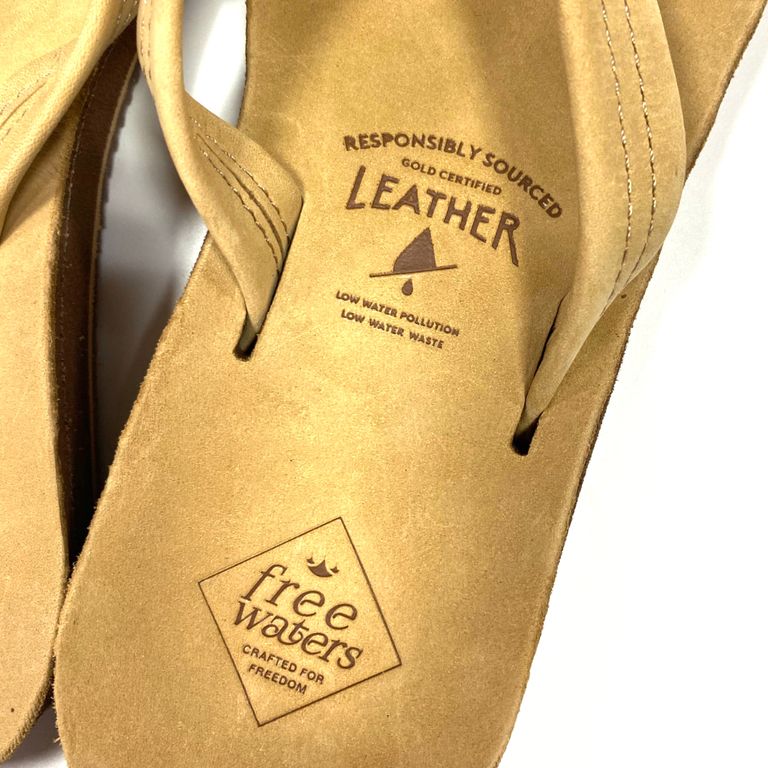 RESPONSIBLY SOURCED
GOLD CERTIFIED
LEATHER
LOW WATER POLLUTION
LOW WATER WASTE
free
waters
CRAFTED FOR
FREEDOM